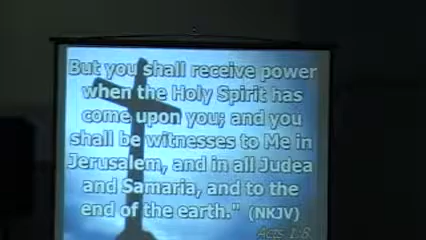 But you shall receive power
when the Holy Spirit has
come upon you; and you
shall be witnesses to Me in
Jerusalem, and in all Judea
and Samaria, and to the
end of the earth." (NKJV)
Acts 1:8